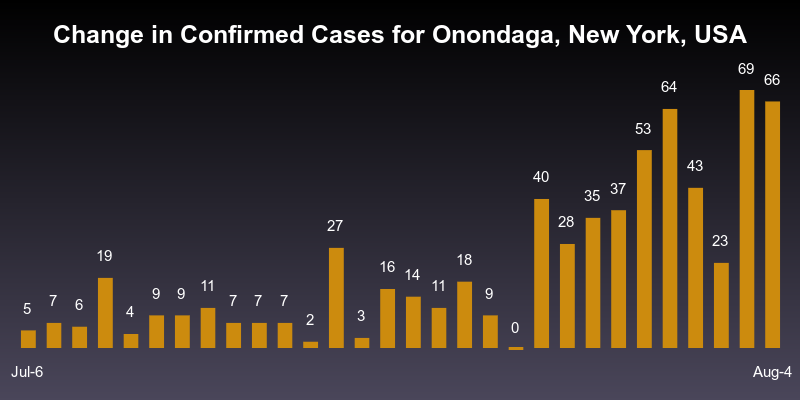 Change in Confirmed Cases for Onondaga, New York, USA
5 7 6 19 4 9 9 11 7 7 7 2 27 3 16 14 11 18 9 0 40 28 35 37 53 64 43 23 69 66
Jul-6 Aug-4